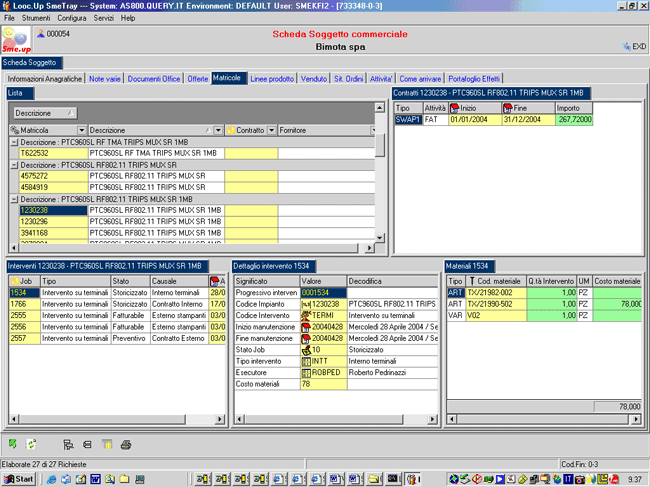 Looc.Up SmeTray --- System: AS800.QUERY.IT Environment: DEFAULT User: SMEKFI2 - [733348-0-3]
File Strumenti Configura Servizi Help
Sme.up 000054 Scheda Soggetto commerciale
Bimota spa EXD
Scheda Soggetto
Informazioni Anagrafiche Note varie Documenti Office Offerte Matricole Linee prodotto Venduto Sit. Ordini Attivita' Come arrivare Portafoglio Effetti
Lista
Descrizione
Matricola Descrizione Contratto Fornitore
Descrizione : PTC960SL RF TMA TRIPS MUX SR 1MB
T622532 PTC960SL RF TMA TRIPS MUX SR 1MB
Descrizione : PTC960SL RF802.11 TRIPS MUX SR
4575272 PTC960SL RF802.11 TRIPS MUX SR
4584919 PTC960SL RF802.11 TRIPS MUX SR
Descrizione : PTC960SL RF802.11 TRIPS MUX SR 1MB
1230238 PTC960SL RF802.11 TRIPS MUX SR 1MB
1230296 PTC960SL RF802.11 TRIPS MUX SR 1MB
3941168 PTC960SL RF802.11 TRIPS MUX SR 1MB
Contratti 1230238 - PTC960SL RF802.11 TRIPS MUX SR 1MB
Tipo Attività Inizio Fine Importo
SWAP1 FAT 01/01/2004 31/12/2004 267,72000
Interventi 1230238 - PTC960SL RF802.11 TRIPS MUX SR 1MB
Job Tipo Stato Causale A
1534 Intervento su terminali Storicizzato Interno terminali 28/0
1766 Intervento su terminali Storicizzato Contratto Interno 17/0
2555 Intervento su terminali Fatturabile Esterno stampanti 03/0
2556 Intervento su terminali Fatturabile Esterno stampanti 03/0
2557 Intervento su terminali Preventivo Contratto Esterno 03/0
Dettaglio intervento 1534
Significato Valore Decodifica
Progressivo interven 0001534
Codice Impianto 1230238 PTC960SL RF802.11 TRIPS
Codice Intervento TERMI Intervento su terminali
Inizio manutenzione 20040428 Mercoledi 28 Aprile 2004 / Se
Fine manutenzione 20040428 Mercoledi 28 Aprile 2004 / Se
Stato Job 10 Storicizzato
Tipo intervento INTT Interno terminali
Esecutore ROBPED Roberto Pedrinazzi
Costo materiali 78
Materiali 1534
Tipo Cod. materiale Q.tà Intervento UM Costo materiale
ART TX/21982-002 1,00 PZ
ART TX/21990-502 1,00 PZ 78,000
VAR V02 1,00 PZ
78,000
Elaborate 27 di 27 Richieste Cod.Fin: 0-3
Start IT 9.37